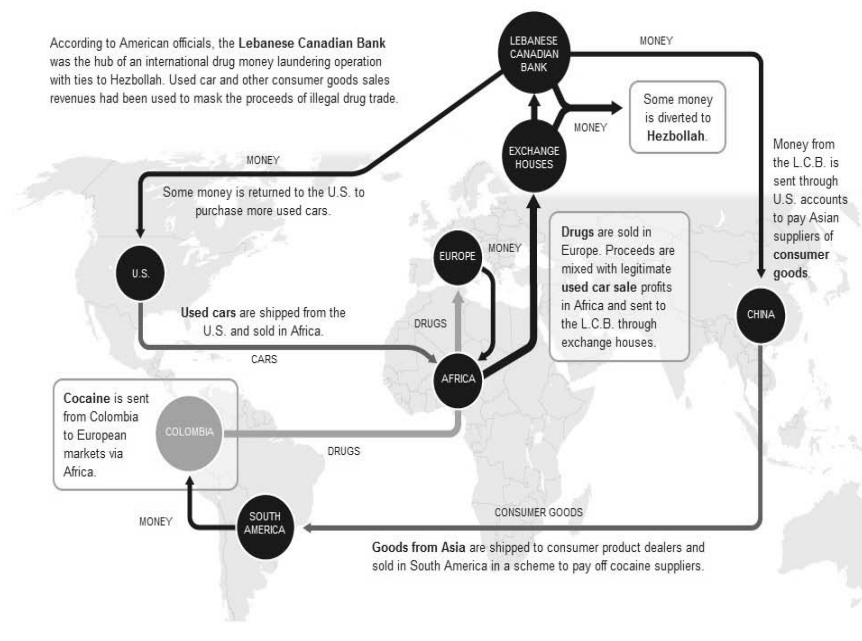 According to American officials, the Lebanese Canadian Bank
was the hub of an international drug money laundering operation
with ties to Hezbollah. Used car and other consumer goods sales
revenues had been used to mask the proceeds of illegal drug trade.
LEBANESE
CANADIAN
BANK
MONEY
Some money
is diverted to
Hezbollah.
MONEY
EXCHANGE
HOUSES
Money from
the L.C.B. is
sent through
U.S. accounts
to pay Asian
suppliers of
consumer
goods.
MONEY
Some money is returned to the U.S. to
purchase more used cars.
U.S.
EUROPE
MONEY
Drugs are sold in
Europe. Proceeds are
mixed with legitimate
used car sale profits
in Africa and sent to
the L.C.B. through
exchange houses.
CHINA
Used cars are shipped from the
U.S. and sold in Africa.
DRUGS
CARS
AFRICA
Cocaine is sent
from Colombia
to European
markets via
Africa.
COLOMBIA
DRUGS
MONEY
SOUTH
AMERICA
CONSUMER GOODS
Goods from Asia are shipped to consumer product dealers and
sold in South America in a scheme to pay off cocaine suppliers.